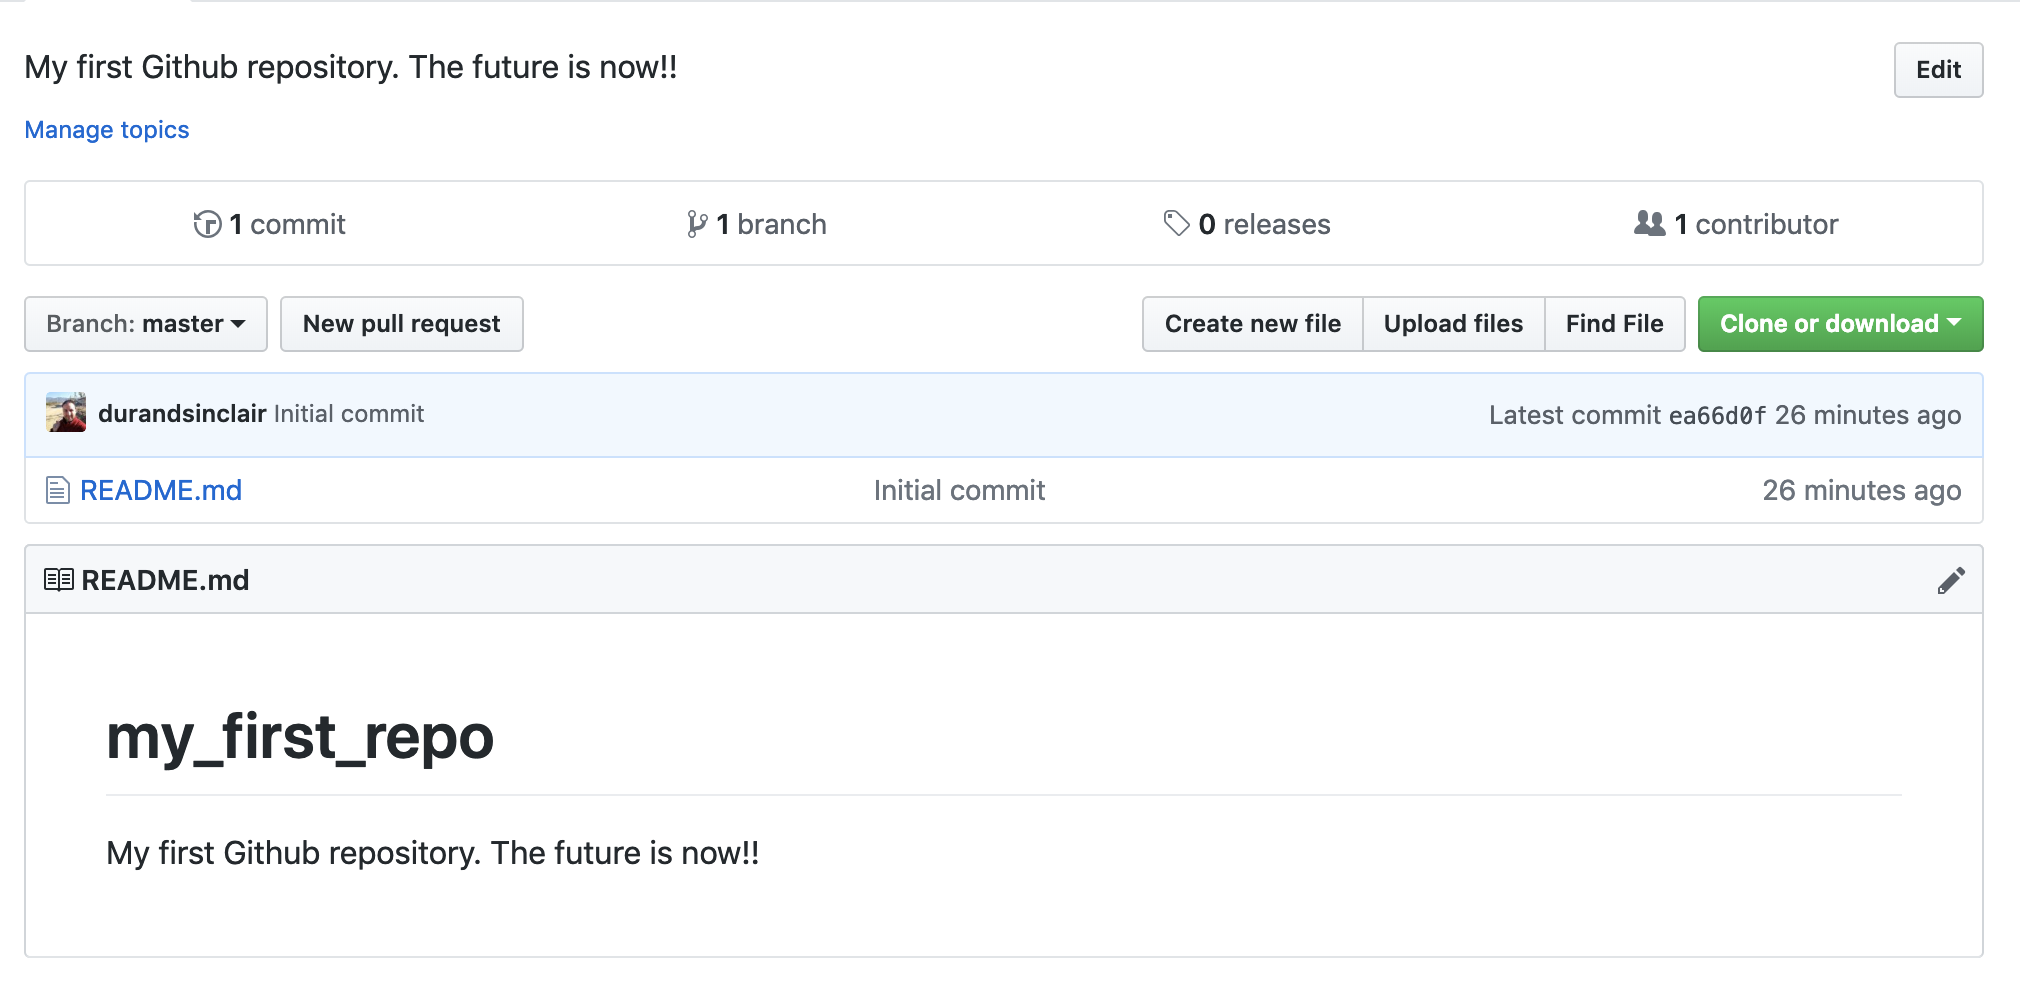 My first Github repository. The future is now!!
Edit
Manage topics
1 commit
1 branch
0 releases
1 contributor
Branch: master
New pull request
Create new file
Upload files
Find File
Clone or download
durandsinclair Initial commit
Latest commit ea66d0f 26 minutes ago
README.md
Initial commit
26 minutes ago
README.md
my_first_repo
My first Github repository. The future is now!!